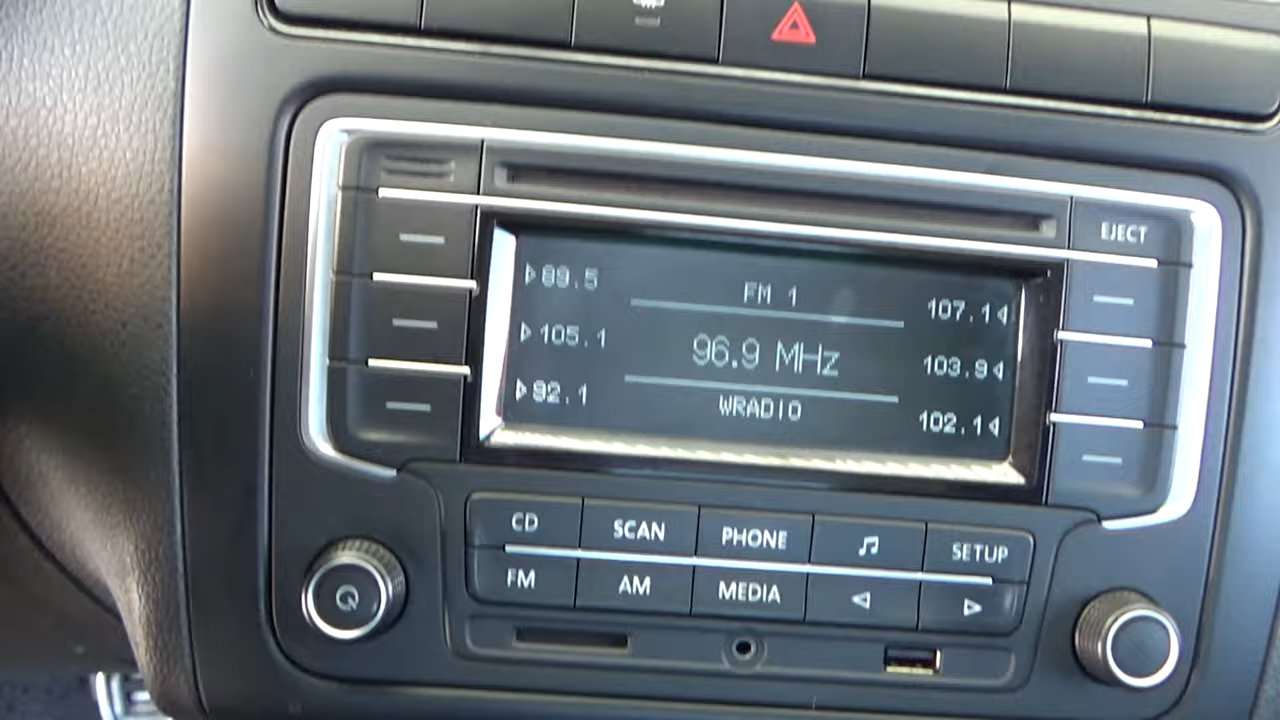 EJECT
89.5
FM 1
107.1
105.1
96.9 MHz
103.9
92.1
WRADIO
102.1
CD
SCAN
PHONE
SETUP
FM
AM
MEDIA